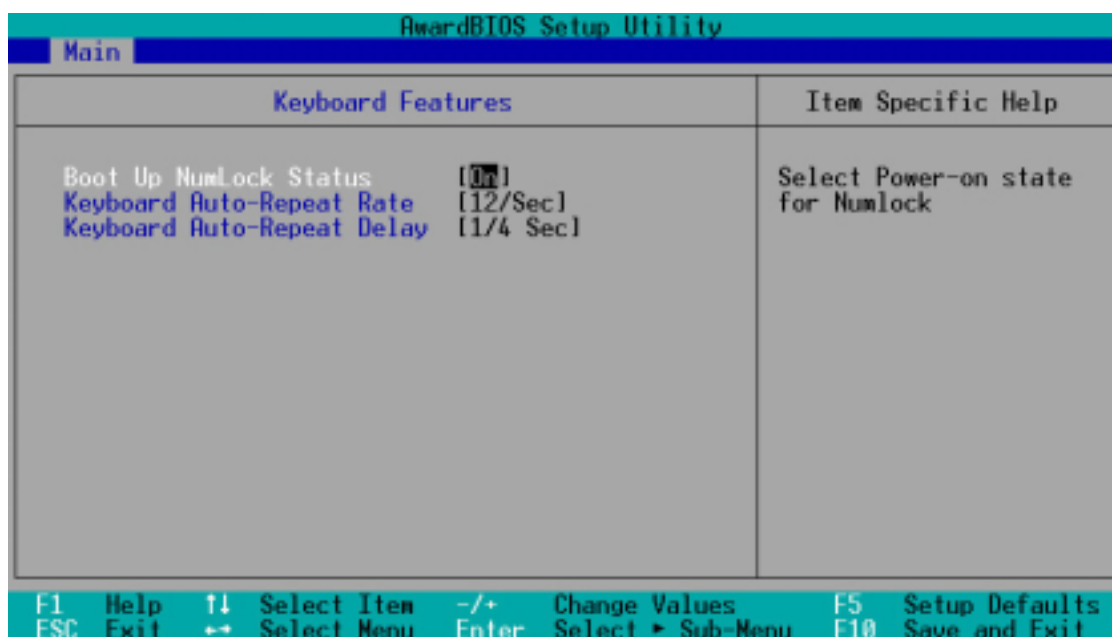 AwardBIOS Setup Utility
Main
Keyboard Features
Item Specific Help
Boot Up NumLock Status [On]
Keyboard Auto-Repeat Rate [12/Sec]
Keyboard Auto-Repeat Delay [1/4 Sec]
Select Power-on state
for Numlock
F1 Help ↑↓ Select Item -/+ Change Values F5 Setup Defaults
ESC Exit ←→ Select Menu Enter Select ► Sub-Menu F10 Save and Exit